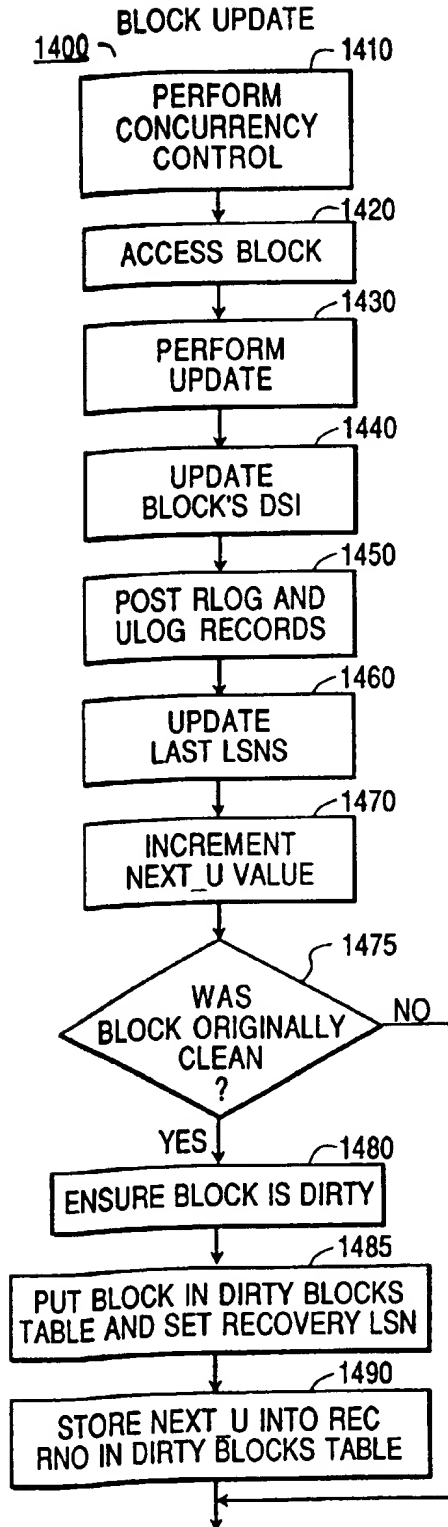 BLOCK UPDATE
1400
1410
PERFORM
CONCURRENCY
CONTROL
1420
ACCESS BLOCK
1430
PERFORM
UPDATE
1440
UPDATE
BLOCK'S DSI
1450
POST RLOG AND
ULOG RECORDS
1460
UPDATE
LAST LSNS
1470
INCREMENT
NEXT_U VALUE
1475
WAS
BLOCK ORIGINALLY
CLEAN
?
NO
YES
1480
ENSURE BLOCK IS DIRTY
1485
PUT BLOCK IN DIRTY BLOCKS
TABLE AND SET RECOVERY LSN
1490
STORE NEXT_U INTO REC
RNO IN DIRTY BLOCKS TABLE